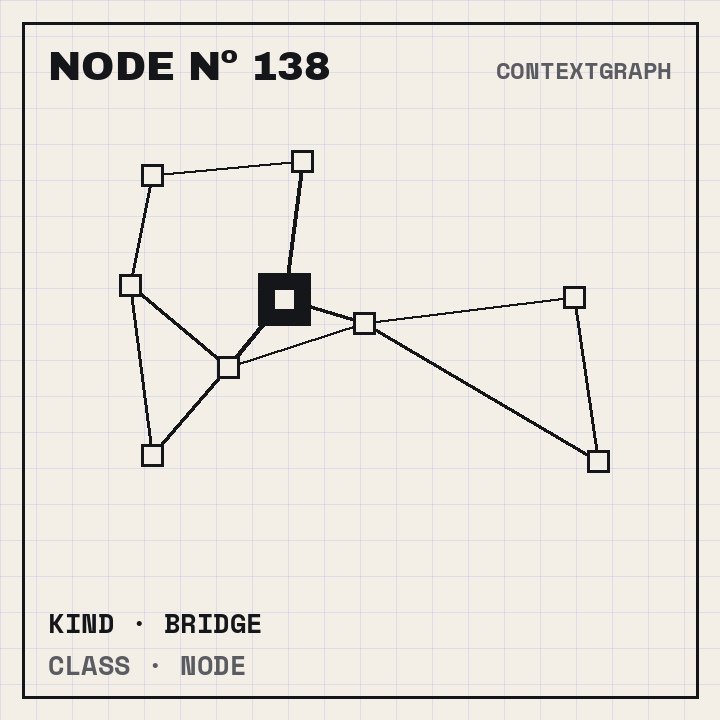 NODE Nº 138
CONTEXTGRAPH
KIND · BRIDGE
CLASS · NODE